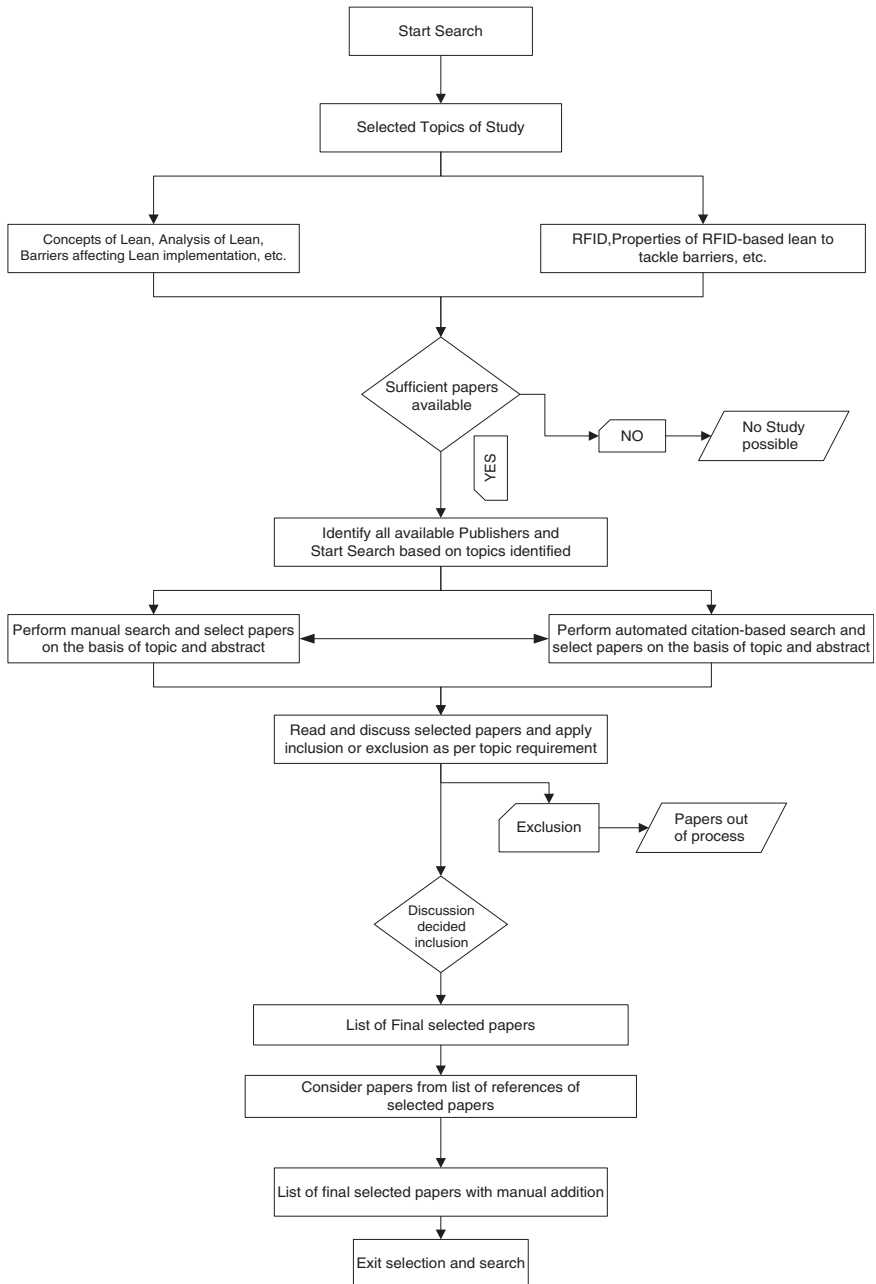 Start Search
Selected Topics of Study
Concepts of Lean, Analysis of Lean,
Barriers affecting Lean implementation, etc.
RFID,Properties of RFID-based lean to
tackle barriers, etc.
Sufficient papers
available
NO
No Study
possible
YES
Identify all available Publishers and
Start Search based on topics identified
Perform manual search and select papers
on the basis of topic and abstract
Perform automated citation-based search and
select papers on the basis of topic and abstract
Read and discuss selected papers and apply
inclusion or exclusion as per topic requirement
Exclusion
Papers out
of process
Discussion
decided
inclusion
List of Final selected papers
Consider papers from list of references of
selected papers
List of final selected papers with manual addition
Exit selection and search